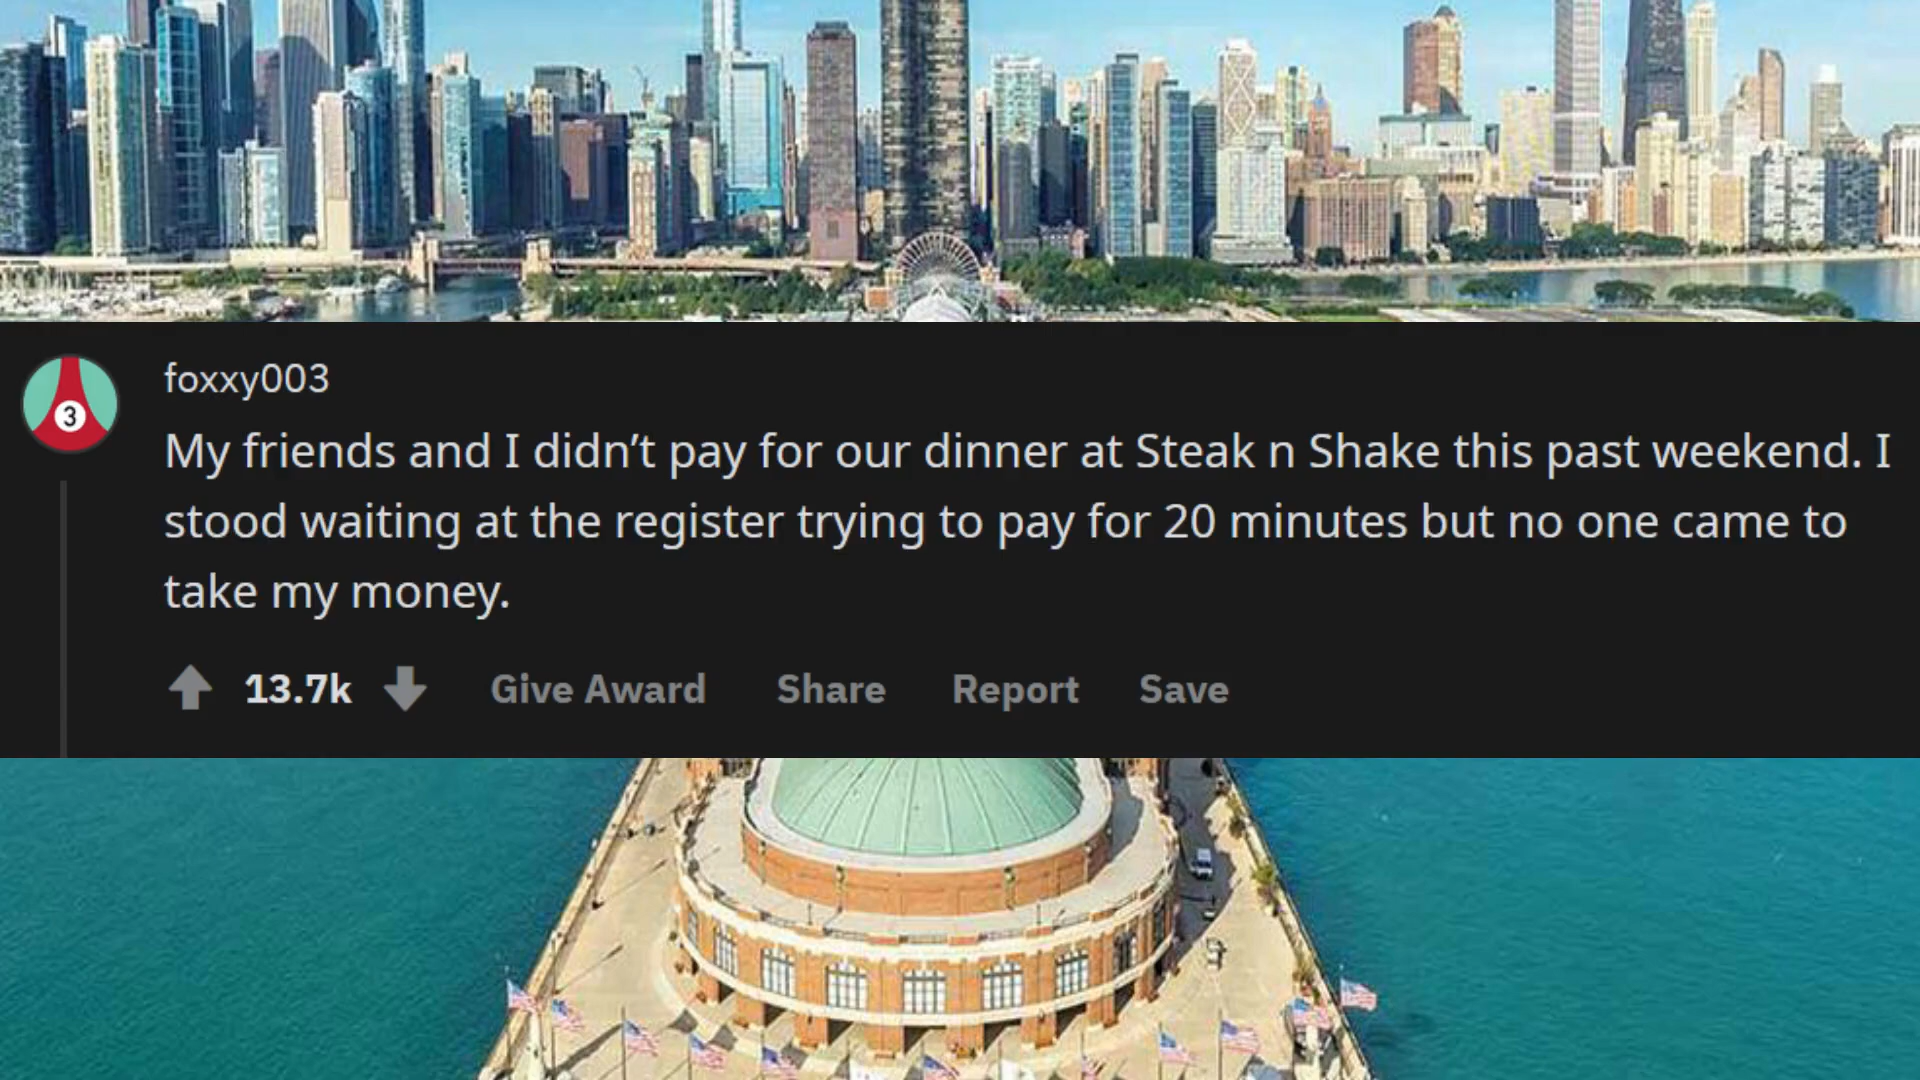 3
foxxy003
My friends and I didn’t pay for our dinner at Steak n Shake this past weekend. I
stood waiting at the register trying to pay for 20 minutes but no one came to
take my money.
13.7k Give Award Share Report Save